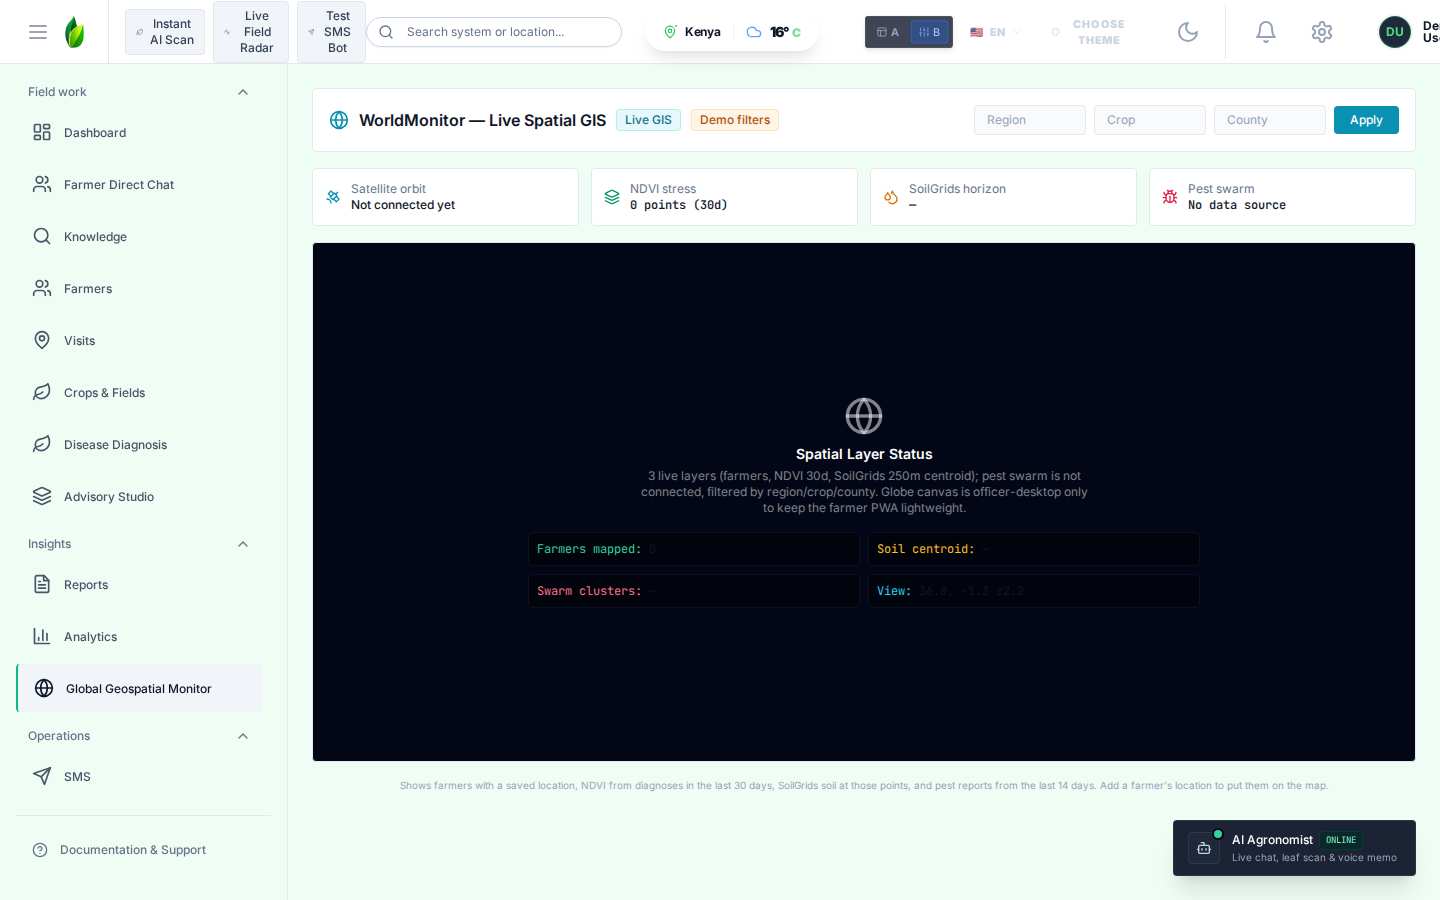 Instant
AI Scan
Live
Field
Radar
Test
SMS
Bot
Search system or location...
Kenya
16° C
A
B
EN
CHOOSE
THEME
DU
Field work
Dashboard
Farmer Direct Chat
Knowledge
Farmers
Visits
Crops & Fields
Disease Diagnosis
Advisory Studio
Insights
Reports
Analytics
Global Geospatial Monitor
Operations
SMS
Documentation & Support
WorldMonitor — Live Spatial GIS
Live GIS
Demo filters
Region
Crop
County
Apply
Satellite orbit
Not connected yet
NDVI stress
0 points (30d)
SoilGrids horizon
—
Pest swarm
No data source
Spatial Layer Status
3 live layers (farmers, NDVI 30d, SoilGrids 250m centroid); pest swarm is not
connected, filtered by region/crop/county. Globe canvas is officer-desktop only
to keep the farmer PWA lightweight.
Farmers mapped: 0
Soil centroid: —
Swarm clusters: —
View:
Shows farmers with a saved location, NDVI from diagnoses in the last 30 days, SoilGrids soil at those points, and pest reports from the last 14 days. Add a farmer's location to put them on the map.
AI Agronomist
ONLINE
Live chat, leaf scan & voice memo